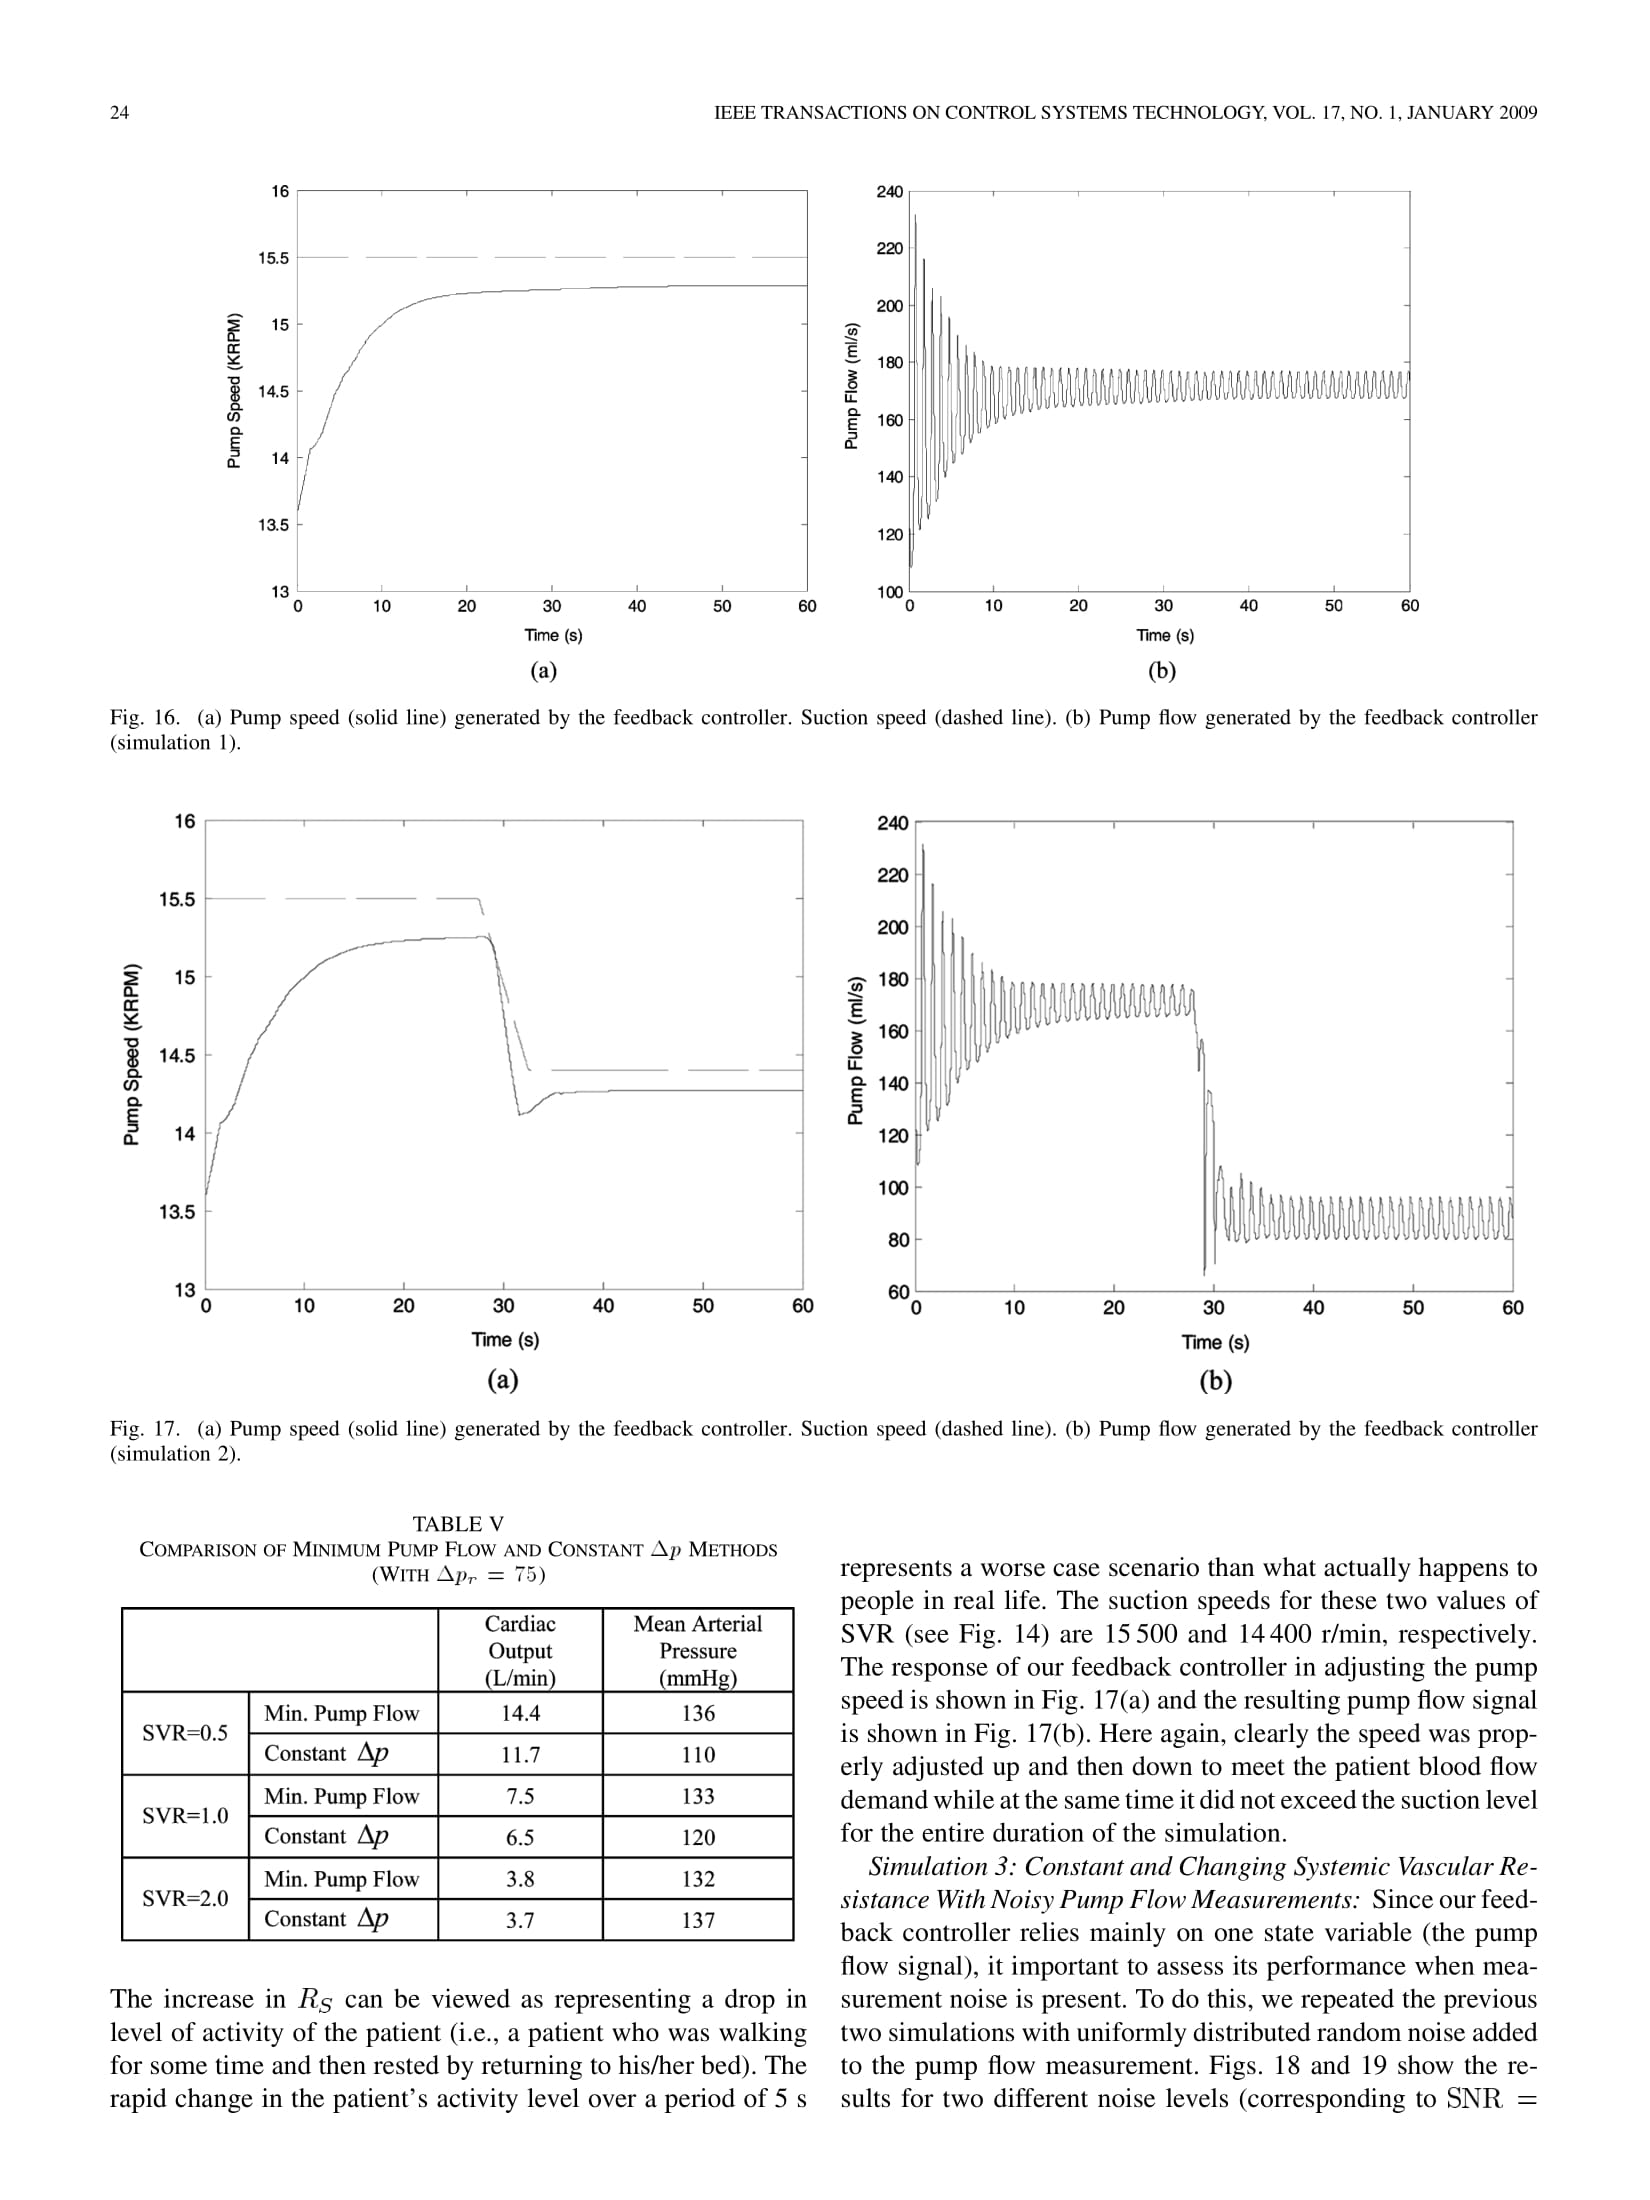 24
IEEE TRANSACTIONS ON CONTROL SYSTEMS TECHNOLOGY, VOL. 17, NO. 1, JANUARY 2009
16
15.5
15
14.5
14
13.5
13
0 10 20 30 40 50 60
Pump Speed (KRPM)
Time (s)
(a)
240
220
200
180
160
140
120
100
0 10 20 30 40 50 60
Pump Flow (ml/s)
Time (s)
(b)
Fig. 16. (a) Pump speed (solid line) generated by the feedback controller. Suction speed (dashed line). (b) Pump flow generated by the feedback controller
(simulation 1).
16
15.5
15
14.5
14
13.5
13
0 10 20 30 40 50 60
Pump Speed (KRPM)
Time (s)
(a)
240
220
200
180
160
140
120
100
80
60
0 10 20 30 40 50 60
Pump Flow (ml/s)
Time (s)
(b)
Fig. 17. (a) Pump speed (solid line) generated by the feedback controller. Suction speed (dashed line). (b) Pump flow generated by the feedback controller
(simulation 2).
TABLE V
COMPARISON OF MINIMUM PUMP FLOW AND CONSTANT Δp METHODS
(WITH Δpᵣ = 75)
Cardiac Output (L/min) Mean Arterial Pressure (mmHg)
SVR=0.5 Min. Pump Flow 14.4 136
Constant Δp 11.7 110
SVR=1.0 Min. Pump Flow 7.5 133
Constant Δp 6.5 120
SVR=2.0 Min. Pump Flow 3.8 132
Constant Δp 3.7 137
The increase in R_S can be viewed as representing a drop in
level of activity of the patient (i.e., a patient who was walking
for some time and then rested by returning to his/her bed). The
rapid change in the patient's activity level over a period of 5 s
represents a worse case scenario than what actually happens to
people in real life. The suction speeds for these two values of
SVR (see Fig. 14) are 15 500 and 14 400 r/min, respectively.
The response of our feedback controller in adjusting the pump
speed is shown in Fig. 17(a) and the resulting pump flow signal
is shown in Fig. 17(b). Here again, clearly the speed was prop-
erly adjusted up and then down to meet the patient blood flow
demand while at the same time it did not exceed the suction level
for the entire duration of the simulation.
Simulation 3: Constant and Changing Systemic Vascular Re-
sistance With Noisy Pump Flow Measurements: Since our feed-
back controller relies mainly on one state variable (the pump
flow signal), it important to assess its performance when mea-
surement noise is present. To do this, we repeated the previous
two simulations with uniformly distributed random noise added
to the pump flow measurement. Figs. 18 and 19 show the re-
sults for two different noise levels (corresponding to SNR =